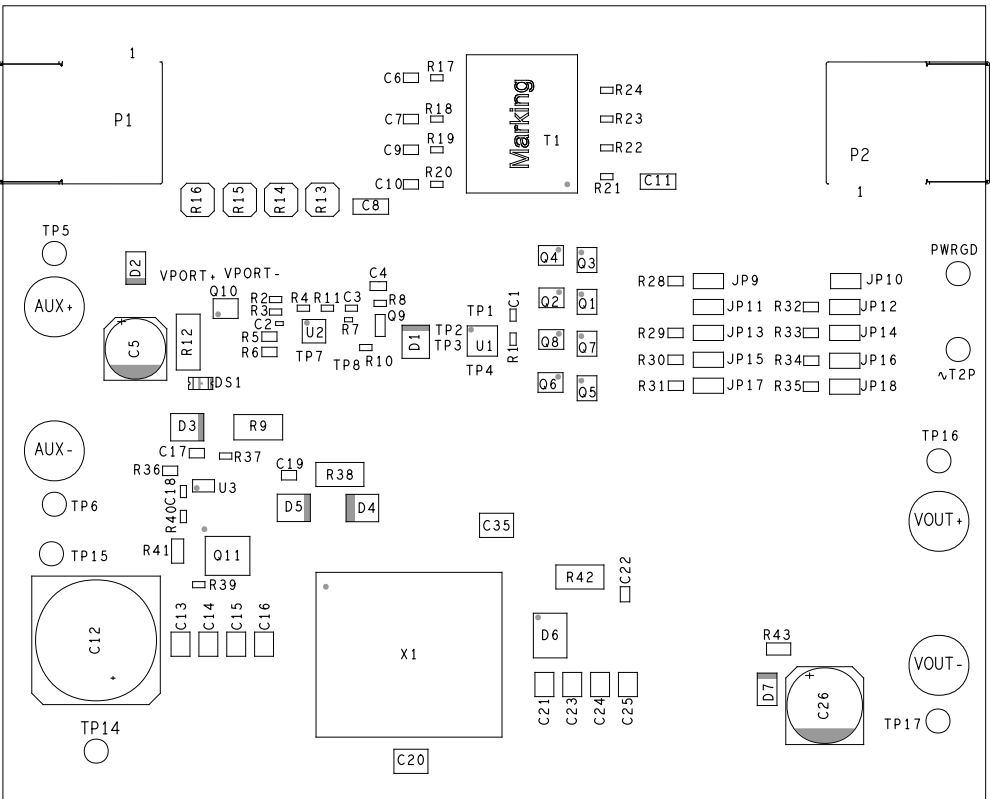 1
P1
C6 R17
C7 R18
C9 R19
C10 R20
Marking
T1
R24
R23
R22
R21
C11
P2
1
R16
R15
R14
R13
C8
TP5
AUX+
D2
VPORT+ VPORT-
Q10
C5
R12
DS1
R2
R3
C2
R5
R6
R4
R11
C3
U2
TP7
R7
TP8
R10
C4
R8
Q9
D1
TP1
TP2
TP3
U1
TP4
C1
R1
Q4
Q3
Q2
Q1
Q8
Q7
Q6
Q5
R28 JP9
JP10
JP11 R32 JP12
R29 JP13 R33 JP14
R30 JP15 R34 JP16
R31 JP17 R35 JP18
PWRGD
~T2P
AUX-
TP6
TP15
D3
R9
C17
R37
R36
C18
U3
R40
R41
Q11
R39
C19
R38
D5
D4
C35
TP16
VOUT+
C12
TP14
C13
C14
C15
C16
X1
C20
R42
C22
D6
C21
C23
C24
C25
R43
D7
C26
VOUT-
TP17